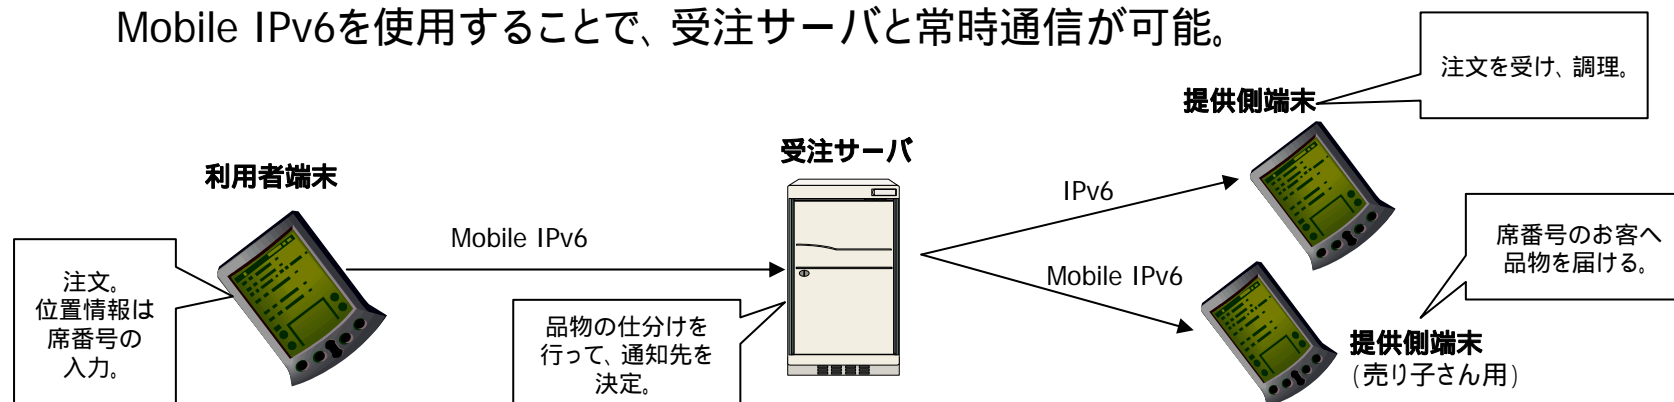 Mobile IPv6を使用することで、受注サーバと常時通信が可能。
注文を受け、調理。
提供側端末
受注サーバ
利用者端末
IPv6
Mobile IPv6
席番号のお客へ
品物を届ける。
Mobile IPv6
注文。
位置情報は
席番号の
入力。
品物の仕分けを
行って、通知先を
決定。
提供側端末
(売り子さん用)